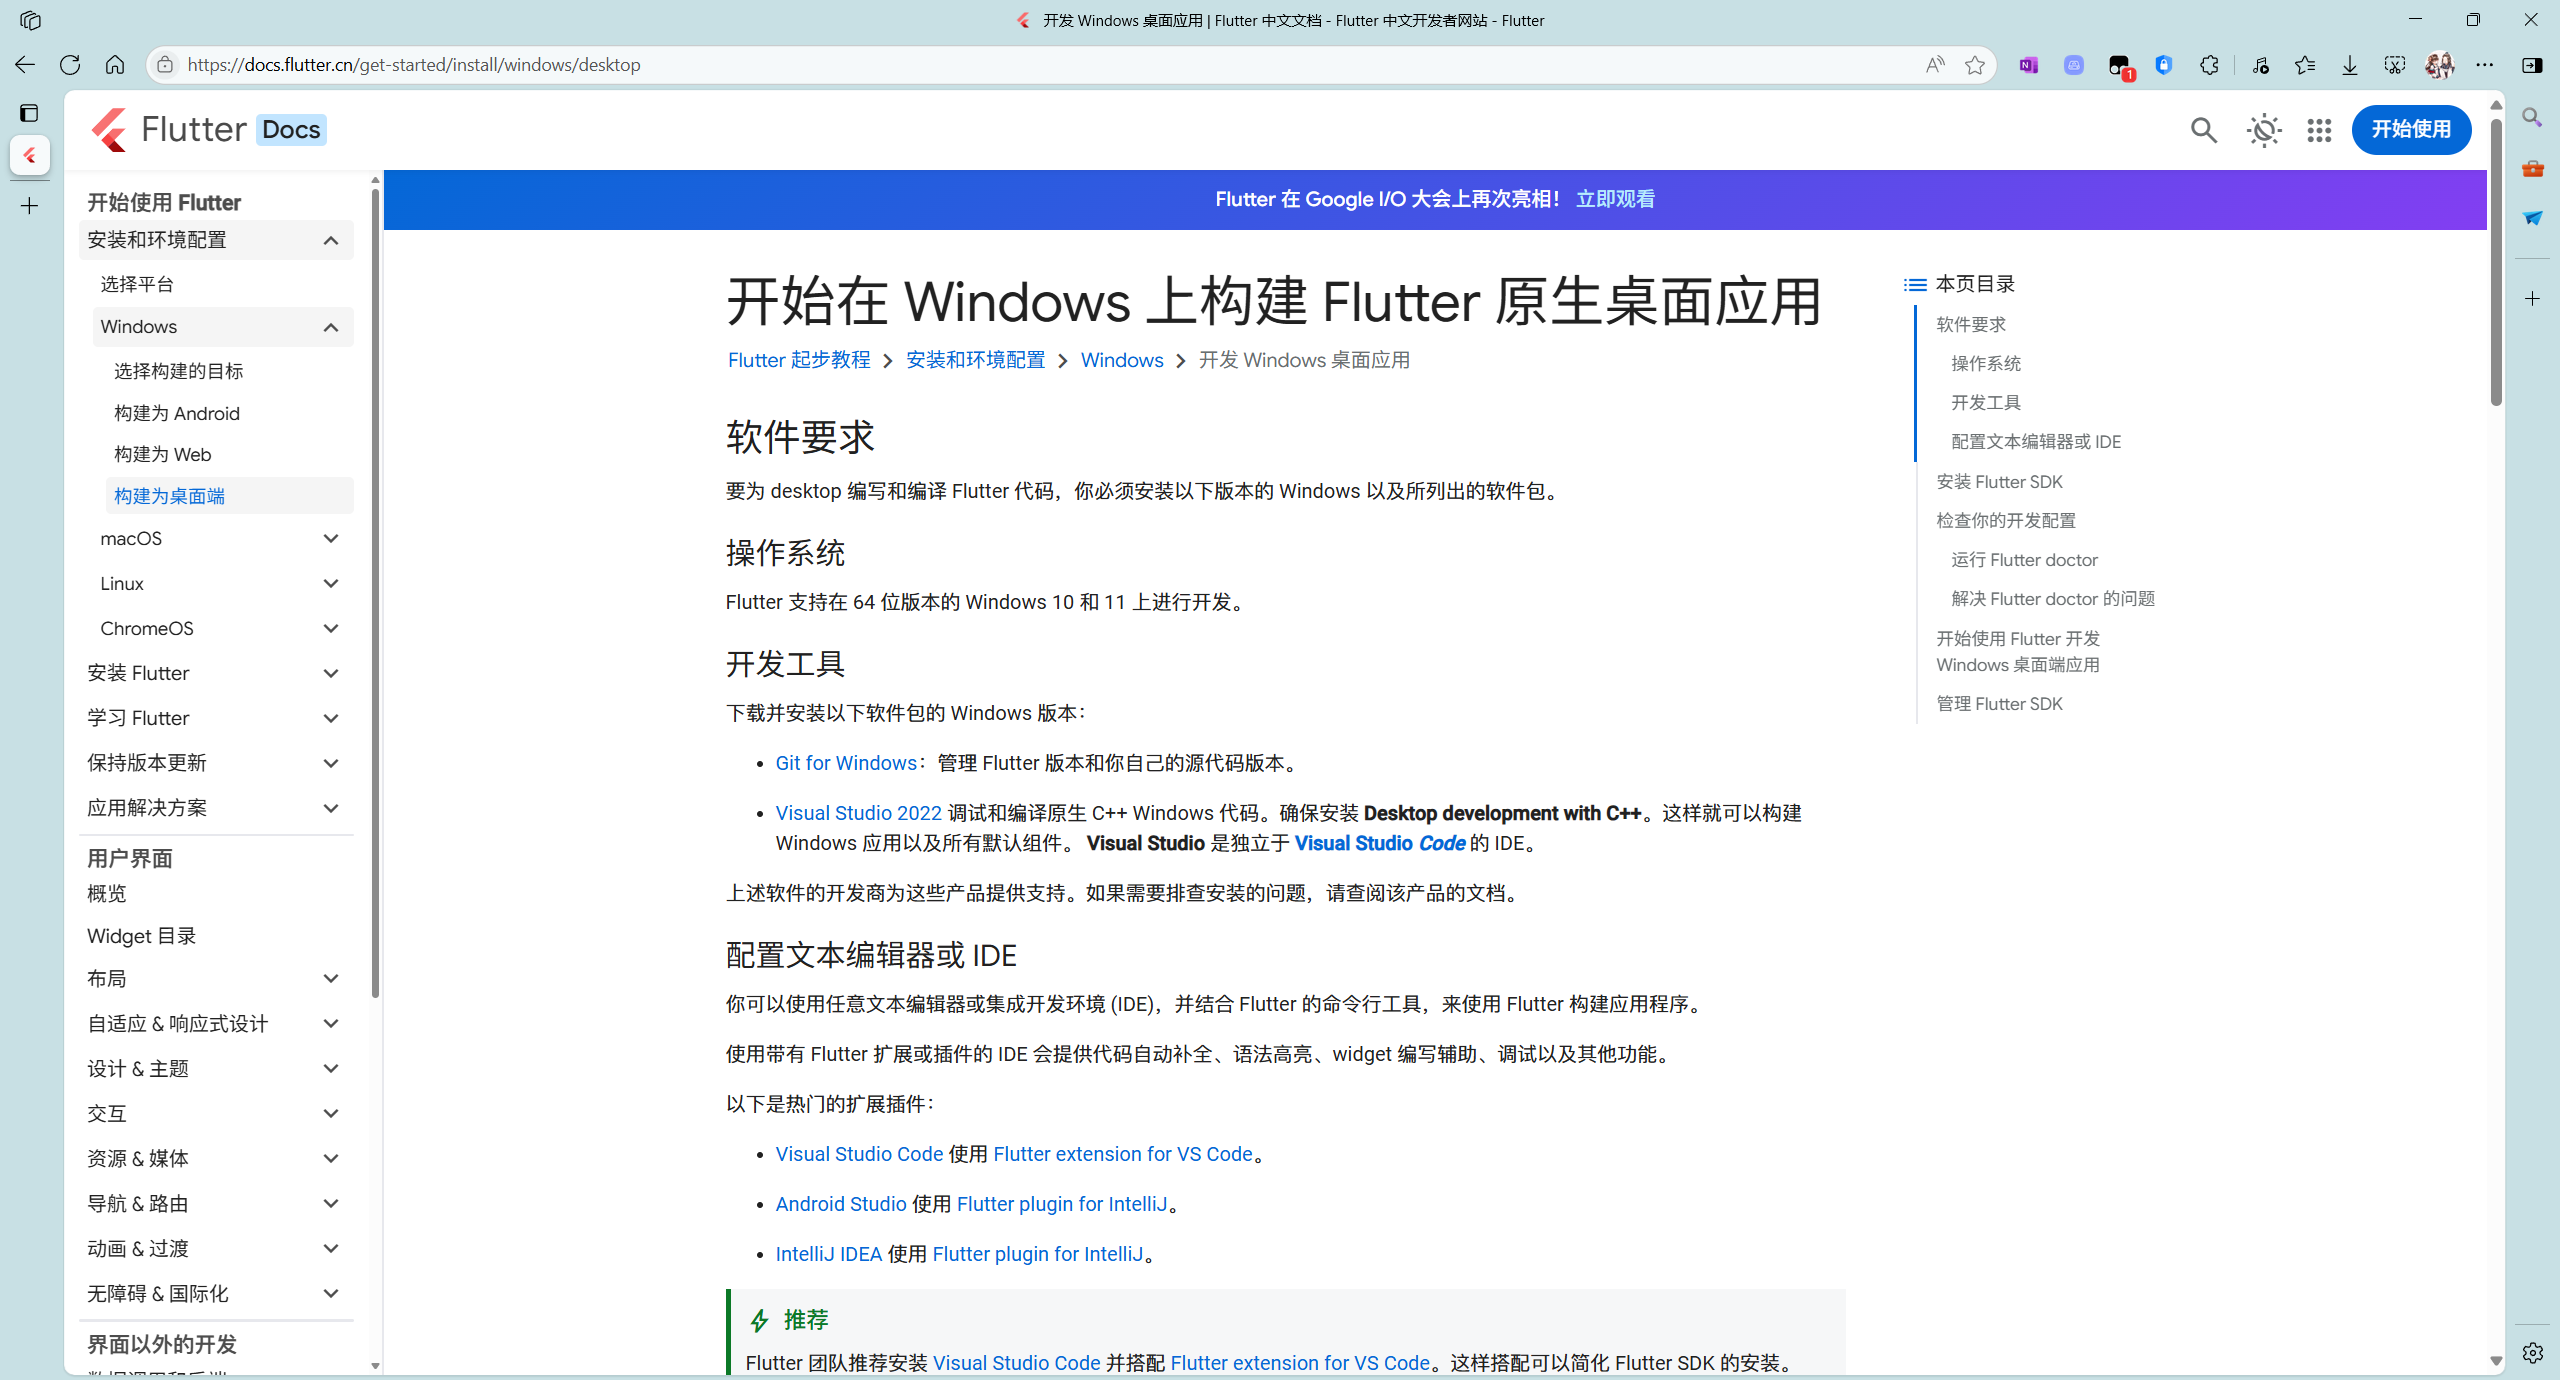 开发 Windows 桌面应用 | Flutter 中文文档 - Flutter 中文开发者网站 - Flutter
https://docs.flutter.cn/get-started/install/windows/desktop
1
Flutter Docs
开始使用
开始使用 Flutter
安装和环境配置
选择平台
Windows
选择构建的目标
构建为 Android
构建为 Web
构建为桌面端
macOS
Linux
ChromeOS
安装 Flutter
学习 Flutter
保持版本更新
应用解决方案
用户界面
概览
Widget 目录
布局
自适应 & 响应式设计
设计 & 主题
交互
资源 & 媒体
导航 & 路由
动画 & 过渡
无障碍 & 国际化
界面以外的开发
Flutter 在 Google I/O 大会上再次亮相！ 立即观看
开始在 Windows 上构建 Flutter 原生桌面应用
Flutter 起步教程 > 安装和环境配置 > Windows > 开发 Windows 桌面应用
软件要求
要为 desktop 编写和编译 Flutter 代码，你必须安装以下版本的 Windows 以及所列出的软件包。
操作系统
Flutter 支持在 64 位版本的 Windows 10 和 11 上进行开发。
开发工具
下载并安装以下软件包的 Windows 版本：
• Git for Windows：管理 Flutter 版本和你自己的源代码版本。
• Visual Studio 2022 调试和编译原生 C++ Windows 代码。确保安装 Desktop development with C++。这样就可以构建
Windows 应用以及所有默认组件。 Visual Studio 是独立于 Visual Studio Code 的 IDE。
上述软件的开发商为这些产品提供支持。如果需要排查安装的问题，请查阅该产品的文档。
配置文本编辑器或 IDE
你可以使用任意文本编辑器或集成开发环境 (IDE)，并结合 Flutter 的命令行工具，来使用 Flutter 构建应用程序。
使用带有 Flutter 扩展或插件的 IDE 会提供代码自动补全、语法高亮、widget 编写辅助、调试以及其他功能。
以下是热门的扩展插件：
• Visual Studio Code 使用 Flutter extension for VS Code。
• Android Studio 使用 Flutter plugin for IntelliJ。
• IntelliJ IDEA 使用 Flutter plugin for IntelliJ。
推荐
Flutter 团队推荐安装 Visual Studio Code 并搭配 Flutter extension for VS Code。这样搭配可以简化 Flutter SDK 的安装。
本页目录
软件要求
操作系统
开发工具
配置文本编辑器或 IDE
安装 Flutter SDK
检查你的开发配置
运行 Flutter doctor
解决 Flutter doctor 的问题
开始使用 Flutter 开发
Windows 桌面端应用
管理 Flutter SDK